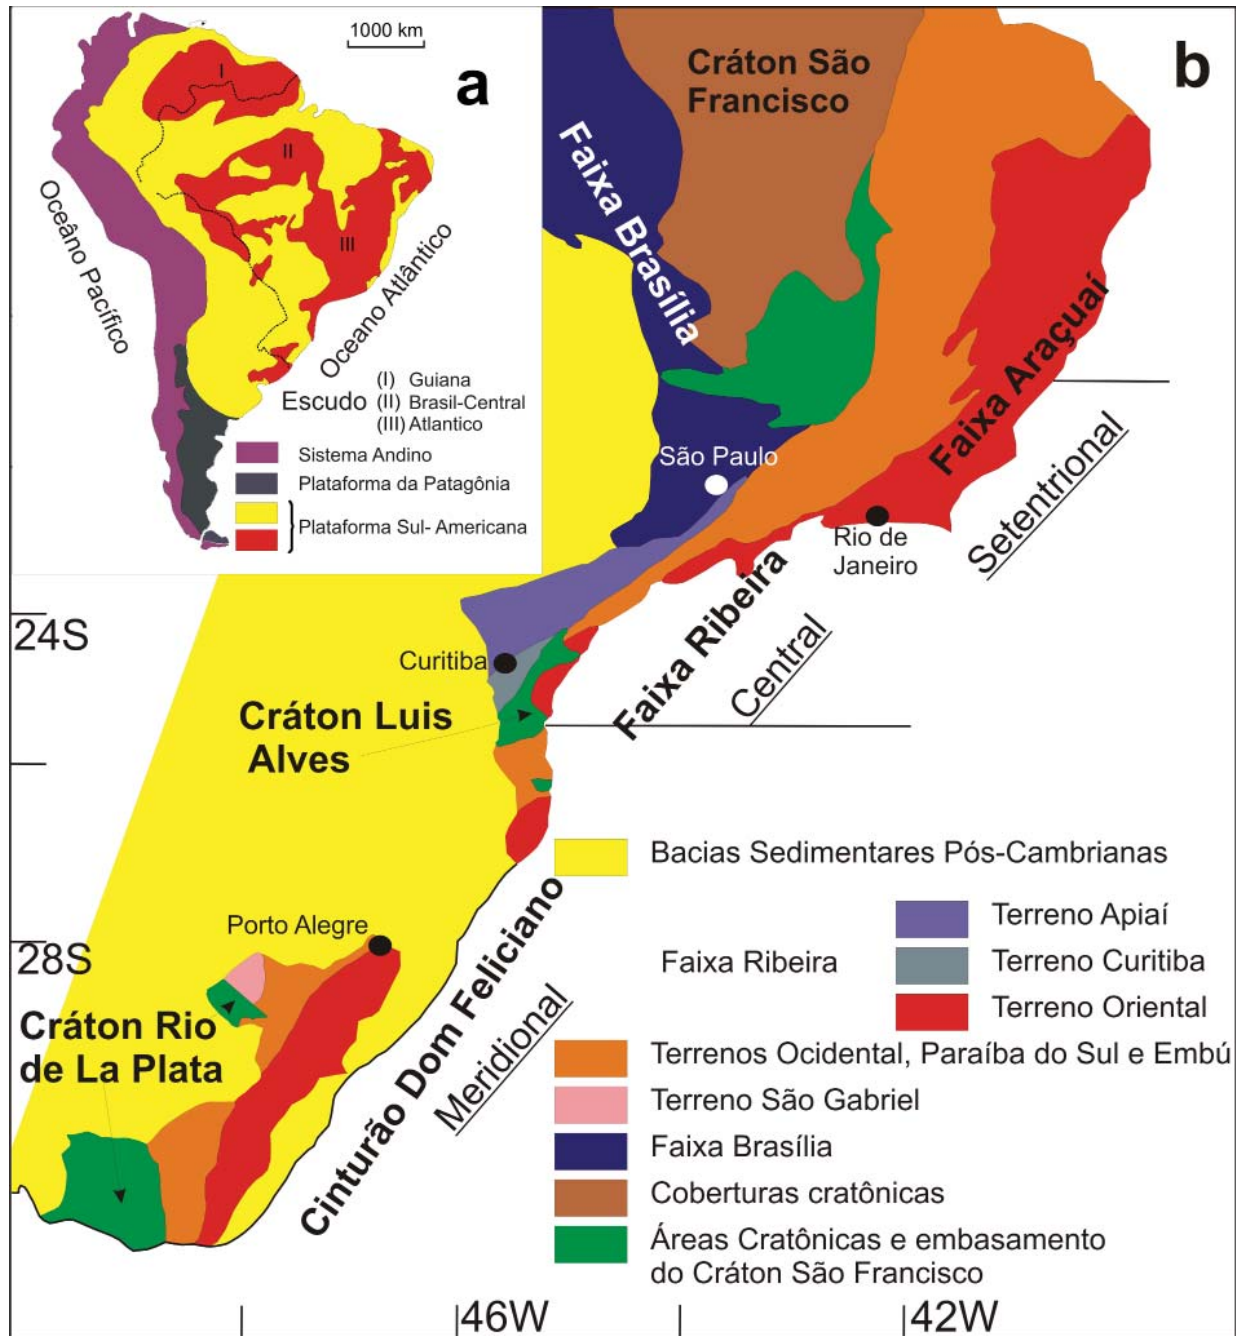 1000 km
a
I
II
III
Oceâno Pacífico
Oceano Atlântico
Escudo
(I) Guiana
(II) Brasil-Central
(III) Atlantico
Sistema Andino
Plataforma da Patagônia
Plataforma Sul- Americana
b
Cráton São
Francisco
Faixa Brasília
Faixa Araçuaí
São Paulo
Rio de
Janeiro
Setentrional
24S
Curitiba
Faixa Ribeira
Central
Cráton Luis
Alves
Bacias Sedimentares Pós-Cambrianas
Porto Alegre
28S
Cinturão Dom Feliciano
Meridional
Cráton Rio
de La Plata
Faixa Ribeira
Terreno Apiaí
Terreno Curitiba
Terreno Oriental
Terrenos Ocidental, Paraíba do Sul e Embú
Terreno São Gabriel
Faixa Brasília
Coberturas cratônicas
Áreas Cratônicas e embasamento
do Cráton São Francisco
46W
42W